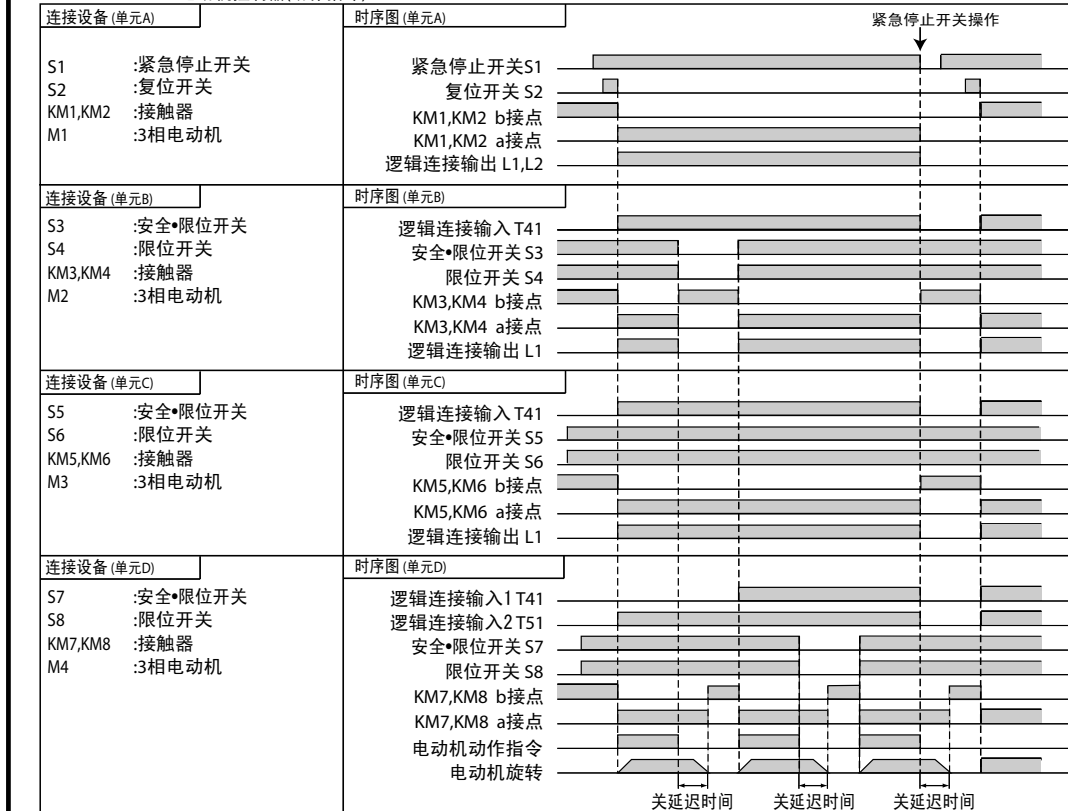 连接设备 (单元A)
时序图 (单元A)
紧急停止开关操作
S1 :紧急停止开关
S2 :复位开关
KM1,KM2 :接触器
M1 :3相电动机
紧急停止开关S1
复位开关 S2
KM1,KM2 b接点
KM1,KM2 a接点
逻辑连接输出 L1,L2
连接设备 (单元B)
时序图 (单元B)
S3 :安全•限位开关
S4 :限位开关
KM3,KM4 :接触器
M2 :3相电动机
逻辑连接输入 T41
安全•限位开关 S3
限位开关 S4
KM3,KM4 b接点
KM3,KM4 a接点
逻辑连接输出 L1
连接设备 (单元C)
时序图 (单元C)
S5 :安全•限位开关
S6 :限位开关
KM5,KM6 :接触器
M3 :3相电动机
逻辑连接输入 T41
安全•限位开关 S5
限位开关 S6
KM5,KM6 b接点
KM5,KM6 a接点
逻辑连接输出 L1
连接设备 (单元D)
时序图 (单元D)
S7 :安全•限位开关
S8 :限位开关
KM7,KM8 :接触器
M4 :3相电动机
逻辑连接输入1 T41
逻辑连接输入2 T51
安全•限位开关 S7
限位开关 S8
KM7,KM8 b接点
KM7,KM8 a接点
电动机动作指令
电动机旋转
关延迟时间 关延迟时间 关延迟时间